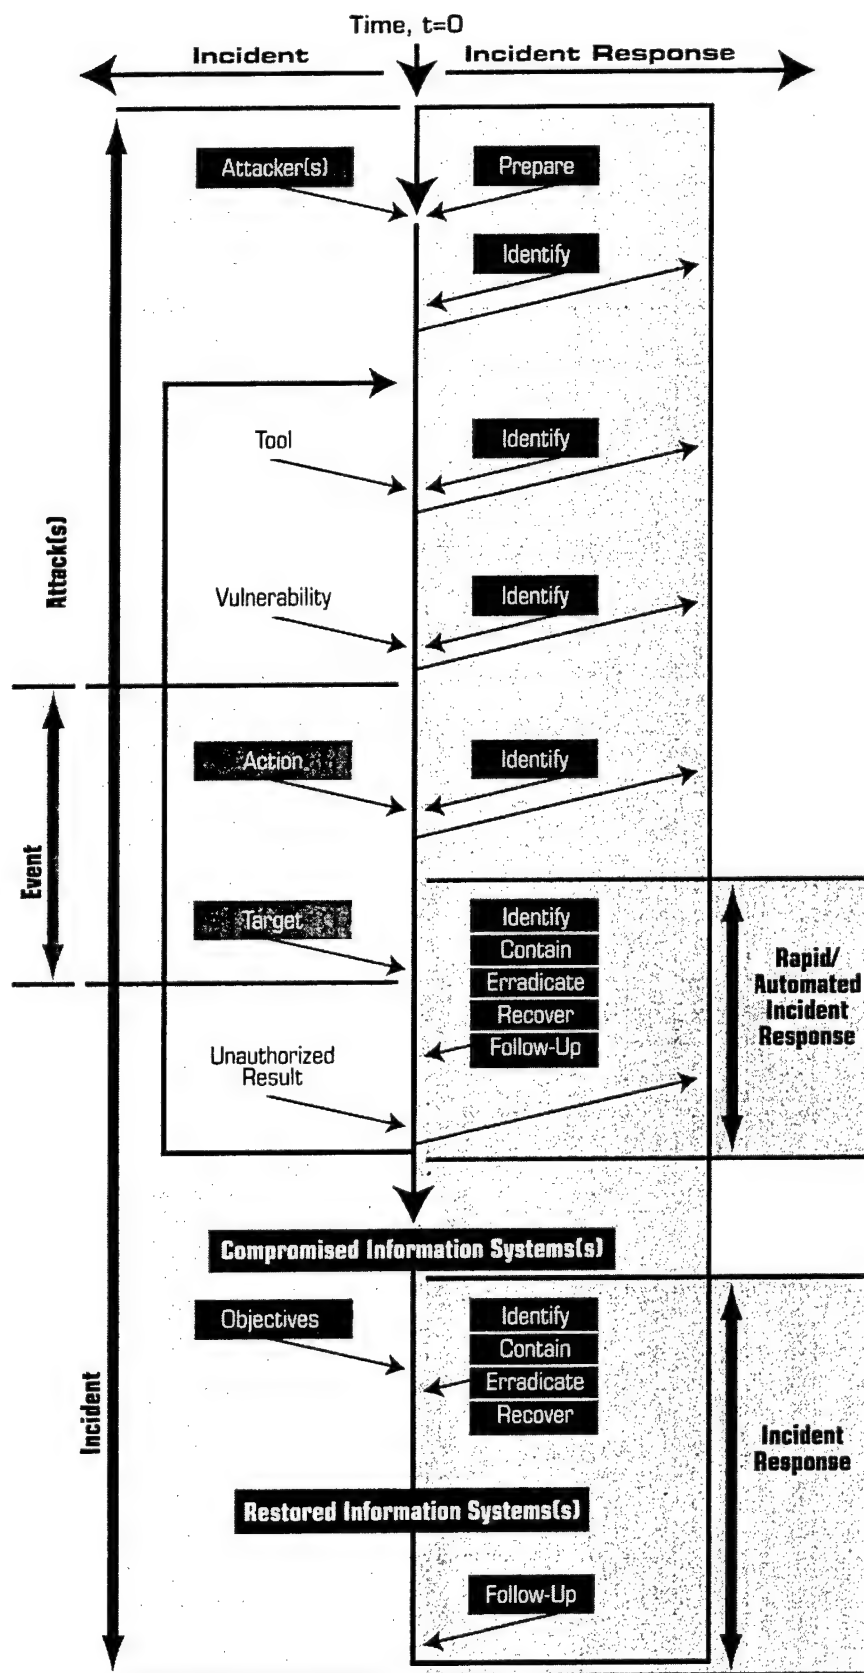 Time, t=0
Incident
Incident Response
Attacker(s)
Prepare
Identify
Tool
Identify
Attack(s)
Vulnerability
Identify
Action
Identify
Event
Target
Identify
Contain
Erradicate
Recover
Follow-Up
Rapid/
Automated
Incident
Response
Unauthorized
Result
Compromised Information Systems(s)
Objectives
Identify
Contain
Erradicate
Recover
Incident
Incident
Response
Restored Information Systems(s)
Follow-Up